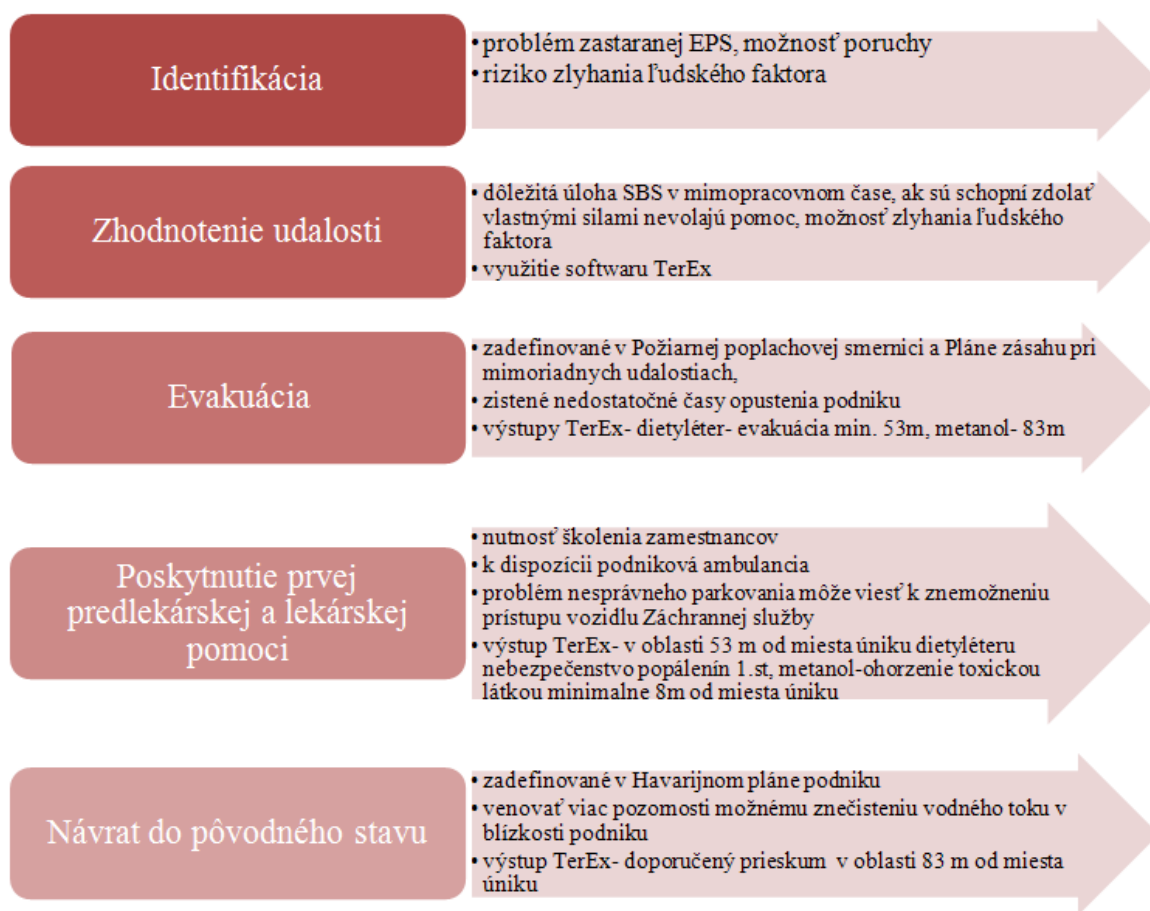 Identifikácia
• problém zastaranej EPS, možnosť poruchy
• riziko zlyhania ľudského faktora
Zhodnotenie udalosti
• dôležitá úloha SBS v mimopracovnom čase, ak sú schopní zdolať
vlastnými silami nevolajú pomoc, možnosť zlyhania ľudského
faktora
• využitie softwaru TerEx
Evakuácia
• zadefinované v Požiarnej poplachovej smernici a Pláne zásahu pri
mimoriadnych udalostiach,
• zistené nedostatočné časy opustenia podniku
• výstupy TerEx- dietyléter- evakuácia min. 53m, metanol- 83m
Poskytnutie prvej
predlekárskej a lekárskej
pomoci
• nutnosť školenia zamestnancov
• k dispozícii podniková ambulancia
• problém nesprávneho parkovania môže viesť k znemožneniu
prístupu vozidlu Záchrannej služby
• výstup TerEx- v oblasti 53 m od miesta úniku dietyléteru
nebezpečenstvo popálenín 1.st, metanol-ohorzenie toxickou
látkou minimalne 8m od miesta úniku
Návrat do pôvodného stavu
• zadefinované v Havarijnom pláne podniku
• venovať viac pozornosti možnému znečisteniu vodného toku v
blízkosti podniku
• výstup TerEx- doporučený prieskum v oblasti 83 m od miesta
úniku